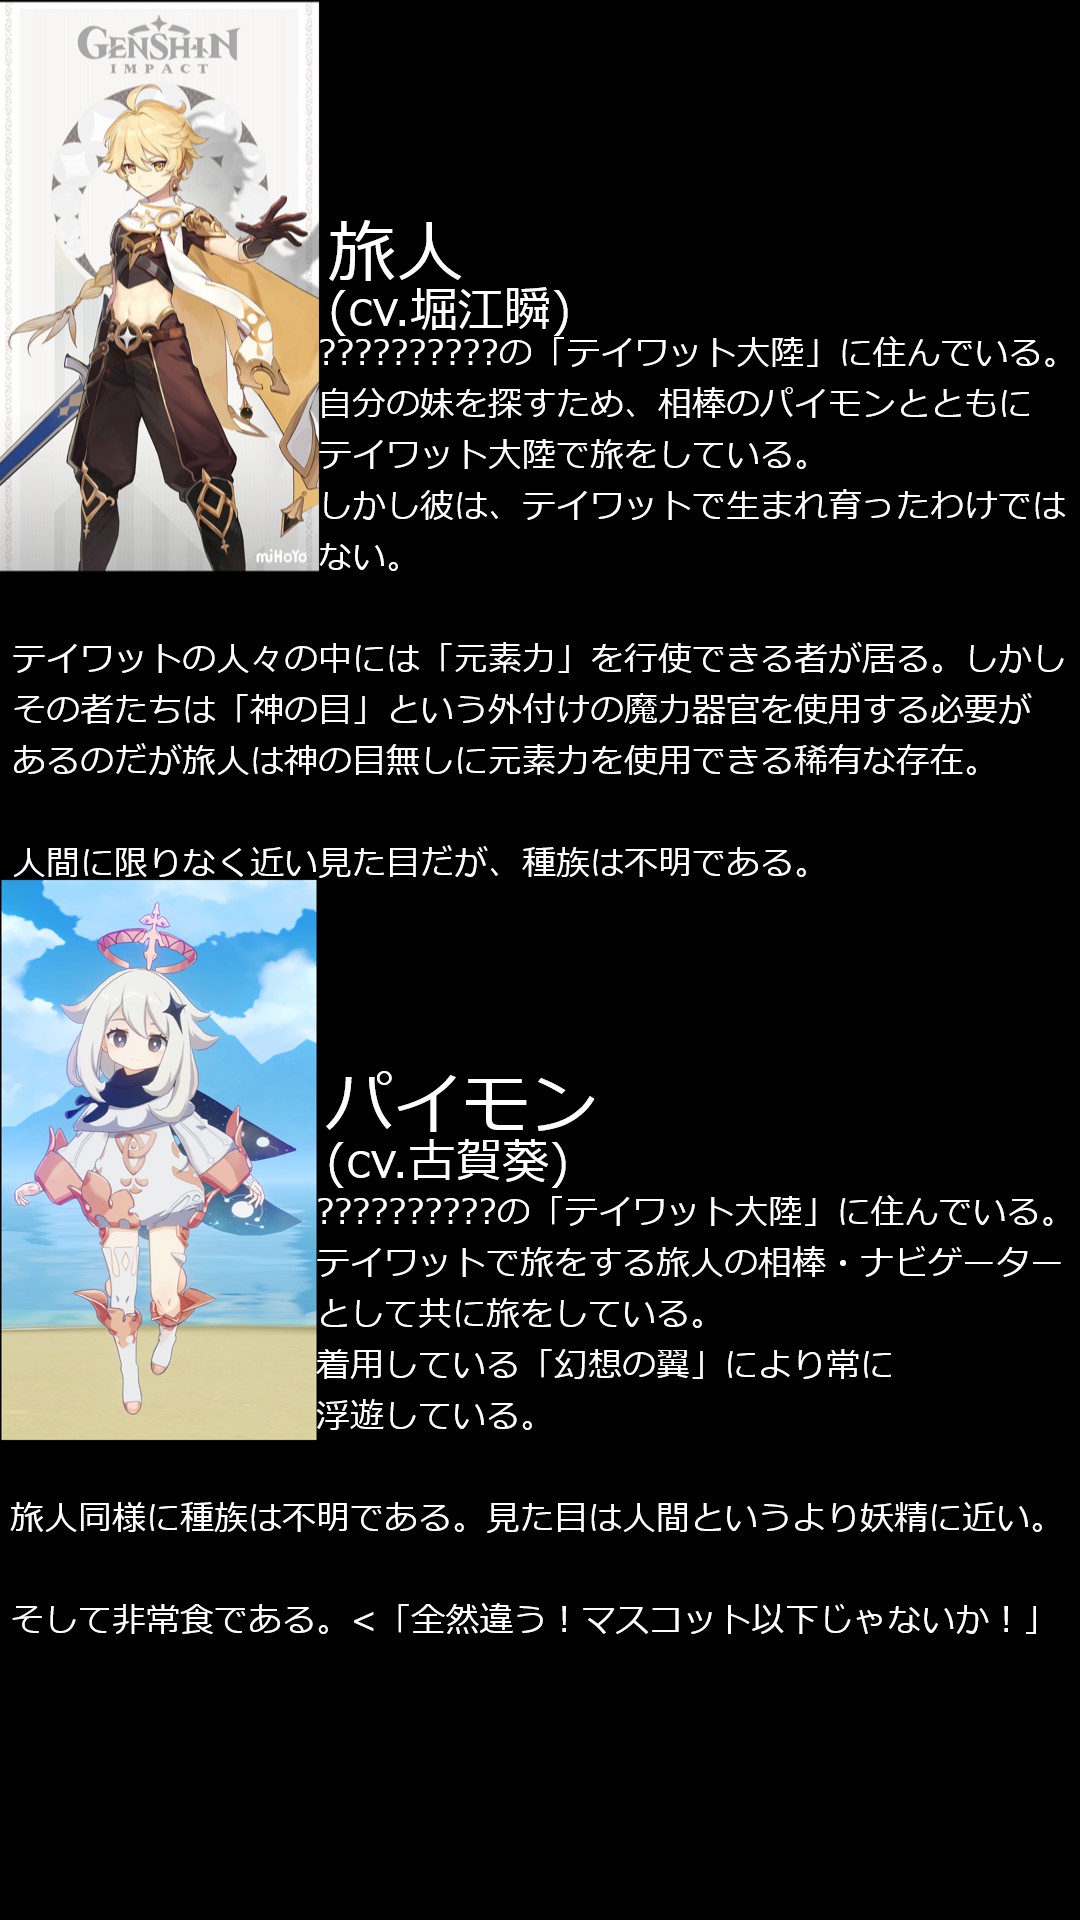 GENSHIN
IMPACT
miHoYo
旅人
(cv.堀江瞬)
??????????の「テイワット大陸」に住んでいる。
自分の妹を探すため、相棒のパイモンとともに
テイワット大陸で旅をしている。
しかし彼は、テイワットで生まれ育ったわけでは
ない。
テイワットの人々の中には「元素力」を行使できる者が居る。しかし
その者たちは「神の目」という外付けの魔力器官を使用する必要が
あるのだが旅人は神の目無しに元素力を使用できる稀有な存在。
人間に限りなく近い見た目だが、種族は不明である。
パイモン
(cv.古賀葵)
??????????の「テイワット大陸」に住んでいる。
テイワットで旅をする旅人の相棒・ナビゲーター
として共に旅をしている。
着用している「幻想の翼」により常に
浮遊している。
旅人同様に種族は不明である。見た目は人間というより妖精に近い。
そして非常食である。<「全然違う！マスコット以下じゃないか！」